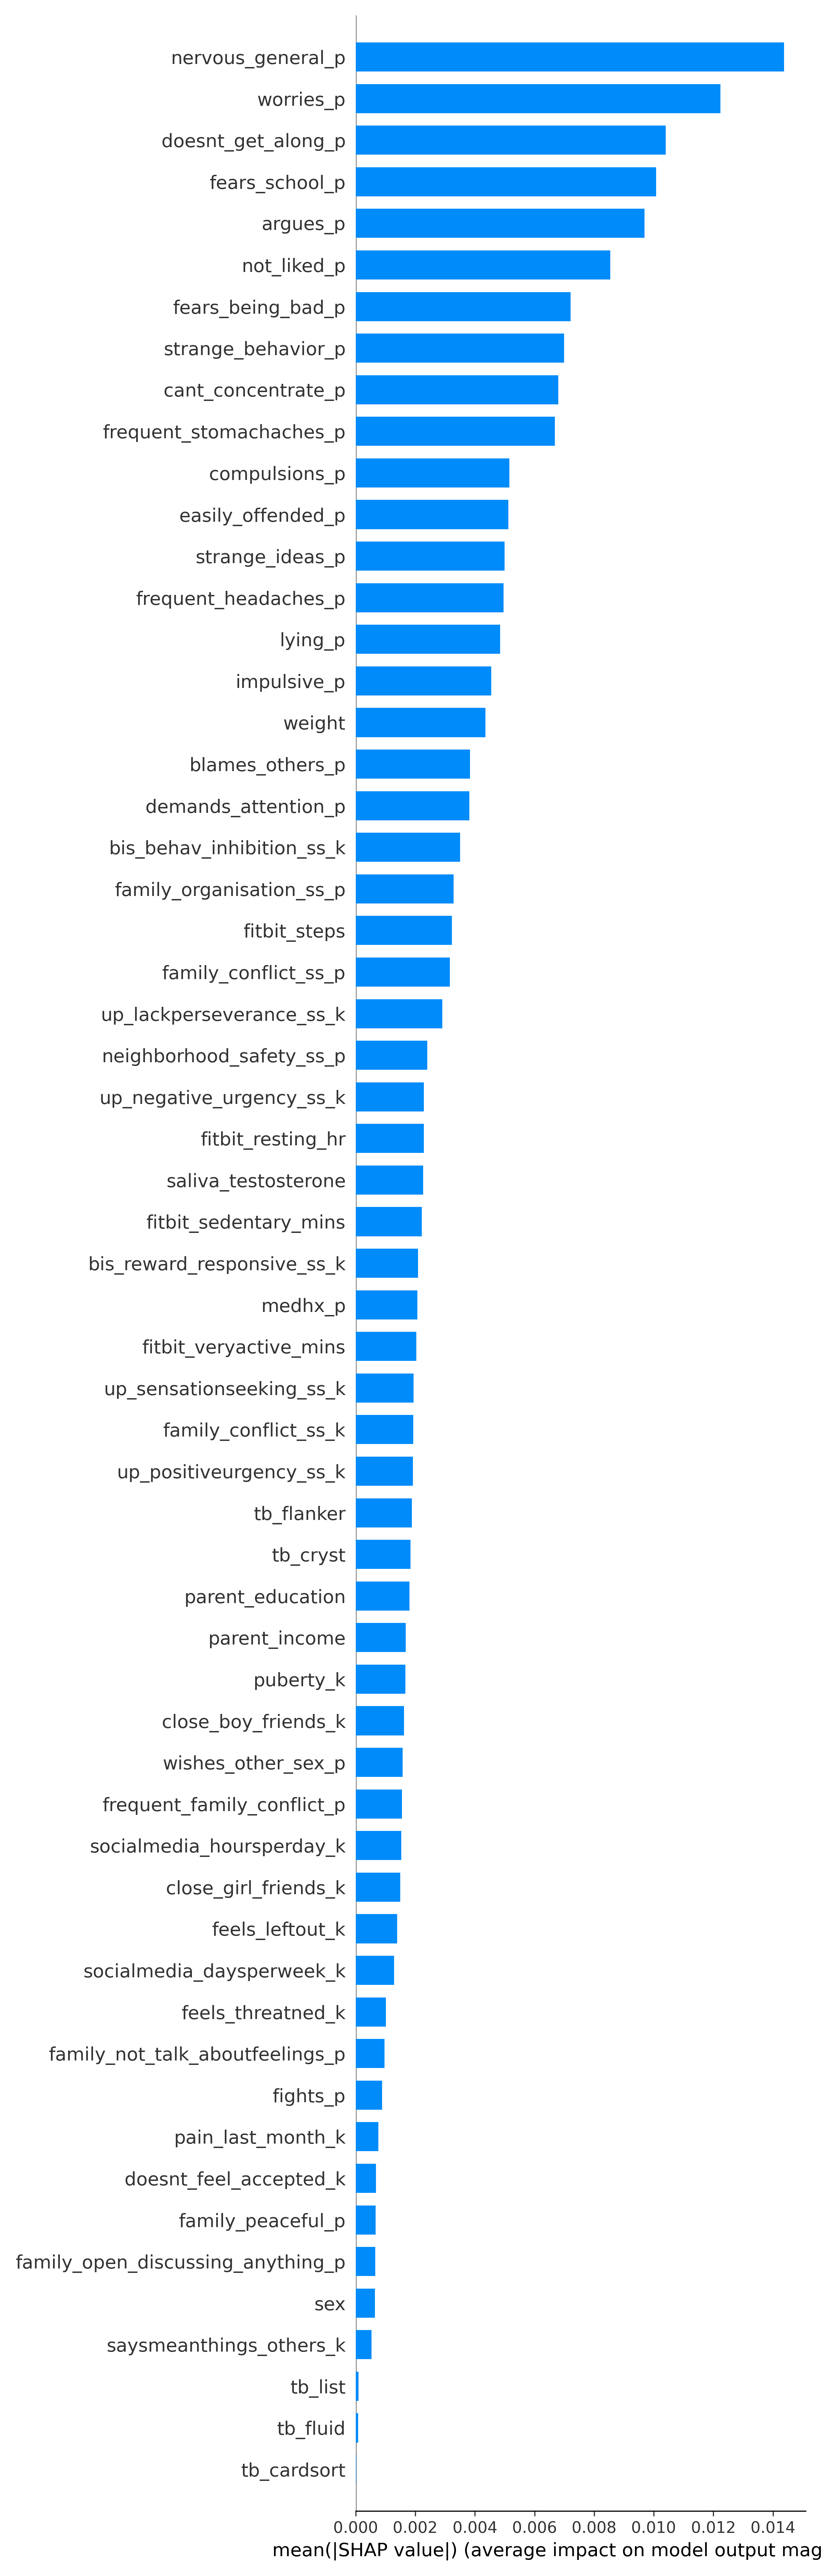 nervous_general_p
worries_p
doesnt_get_along_p
fears_school_p
argues_p
not_liked_p
fears_being_bad_p
strange_behavior_p
cant_concentrate_p
frequent_stomachaches_p
compulsions_p
easily_offended_p
strange_ideas_p
frequent_headaches_p
lying_p
impulsive_p
weight
blames_others_p
demands_attention_p
bis_behav_inhibition_ss_k
family_organisation_ss_p
fitbit_steps
family_conflict_ss_p
up_lackperseverance_ss_k
neighborhood_safety_ss_p
up_negative_urgency_ss_k
fitbit_resting_hr
saliva_testosterone
fitbit_sedentary_mins
bis_reward_responsive_ss_k
medhx_p
fitbit_veryactive_mins
up_sensationseeking_ss_k
family_conflict_ss_k
up_positiveurgency_ss_k
tb_flanker
tb_cryst
parent_education
parent_income
puberty_k
close_boy_friends_k
wishes_other_sex_p
frequent_family_conflict_p
socialmedia_hoursperday_k
close_girl_friends_k
feels_leftout_k
socialmedia_daysperweek_k
feels_threatned_k
family_not_talk_aboutfeelings_p
fights_p
pain_last_month_k
doesnt_feel_accepted_k
family_peaceful_p
family_open_discussing_anything_p
sex
saysmeanthings_others_k
tb_list
tb_fluid
tb_cardsort
0.000 0.002 0.004 0.006 0.008 0.010 0.012 0.014
mean(|SHAP value|) (average impact on model output mag